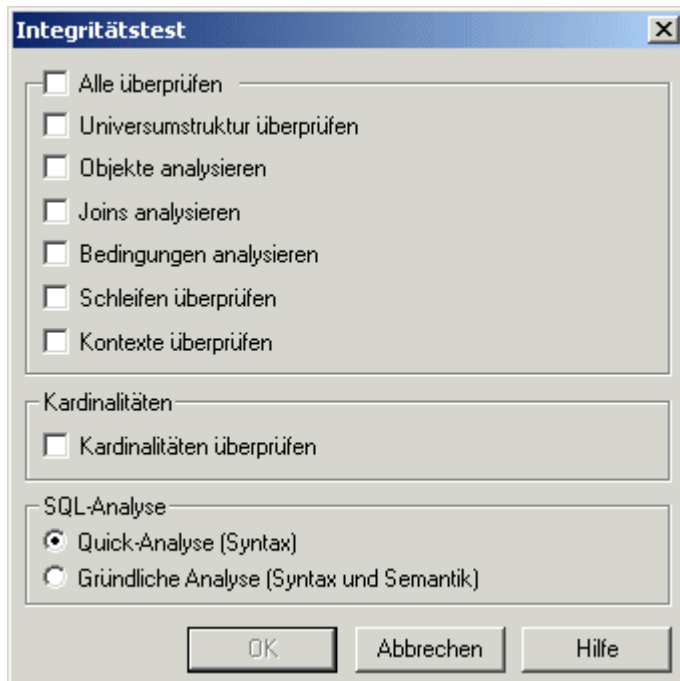 Integritätstest
Alle überprüfen
Universumstruktur überprüfen
Objekte analysieren
Joins analysieren
Bedingungen analysieren
Schleifen überprüfen
Kontexte überprüfen
Kardinalitäten
Kardinalitäten überprüfen
SQL-Analyse
Quick-Analyse (Syntax)
Gründliche Analyse (Syntax und Semantik)
OK Abbrechen Hilfe